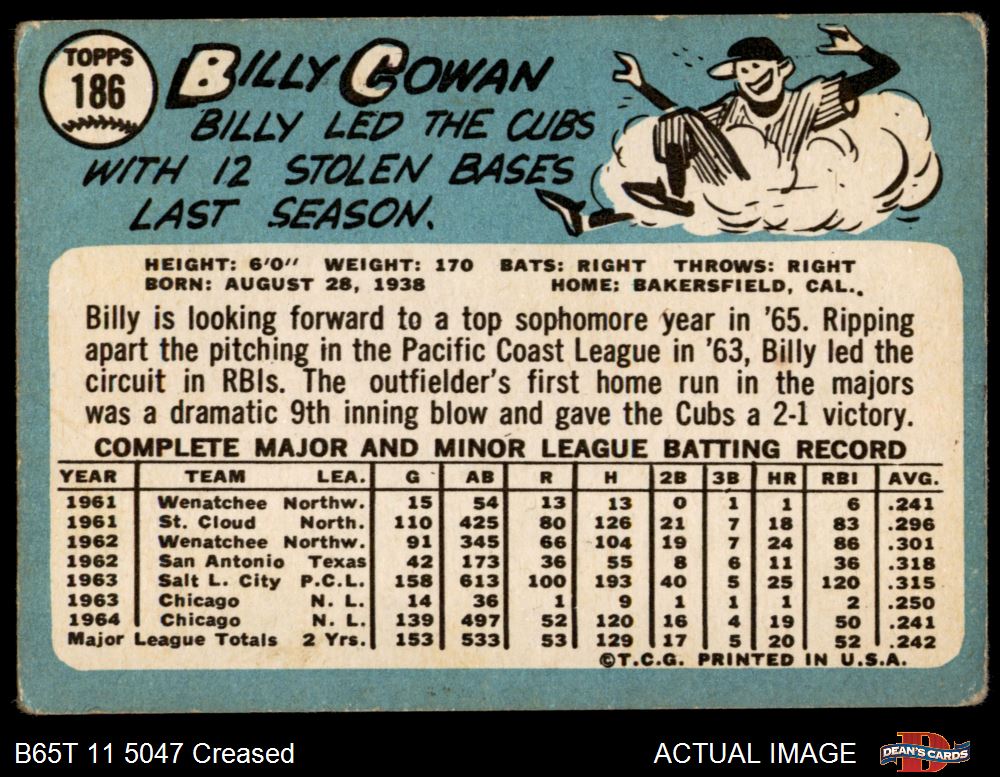 TOPPS
186
BILLY COWAN
BILLY LED THE CUBS
WITH 12 STOLEN BASES
LAST SEASON.
HEIGHT: 6'0" WEIGHT: 170 BATS: RIGHT THROWS: RIGHT
BORN: AUGUST 28, 1938 HOME: BAKERSFIELD, CAL..
Billy is looking forward to a top sophomore year in '65. Ripping
apart the pitching in the Pacific Coast League in '63, Billy led the
circuit in RBIs. The outfielder's first home run in the majors
was a dramatic 9th inning blow and gave the Cubs a 2-1 victory.
COMPLETE MAJOR AND MINOR LEAGUE BATTING RECORD
YEAR TEAM LEA. G AB R H 2B 3B HR RBI AVG.
1961 Wenatchee Northw. 15 54 13 13 0 1 1 6 .241
1961 St. Cloud North. 110 425 80 126 21 7 18 83 .296
1962 Wenatchee Northw. 91 345 66 104 19 7 24 86 .301
1962 San Antonio Texas 42 173 36 55 8 6 11 36 .318
1963 Salt L. City P.C.L. 158 613 100 193 40 5 25 120 .315
1963 Chicago N. L. 14 36 1 9 1 1 1 2 .250
1964 Chicago N. L. 139 497 52 120 16 4 19 50 .241
Major League Totals 2 Yrs. 153 533 53 129 17 5 20 52 .242
©T.C.G. PRINTED IN U.S.A.
B65T 11 5047 Creased ACTUAL IMAGE DEAN'S CARDS